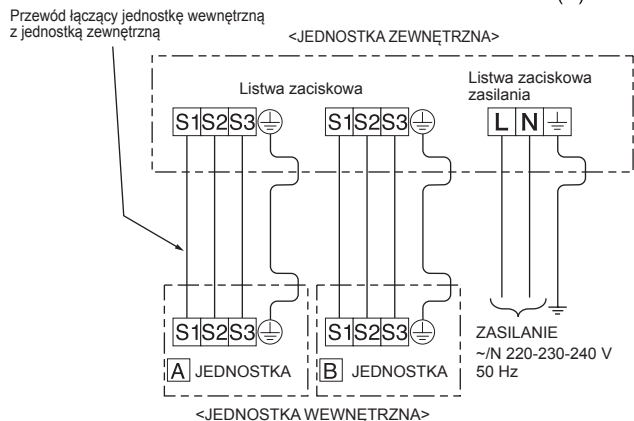 Przewód łączący jednostkę wewnętrzną
z jednostką zewnętrzną
<JEDNOSTKA ZEWNĘTRZNA>
Listwa zaciskowa
Listwa zaciskowa
zasilania
S1 S2 S3
S1 S2 S3
L N
S1 S2 S3
S1 S2 S3
A JEDNOSTKA
B JEDNOSTKA
ZASILANIE
~/N 220-230-240 V
50 Hz
<JEDNOSTKA WEWNĘTRZNA>